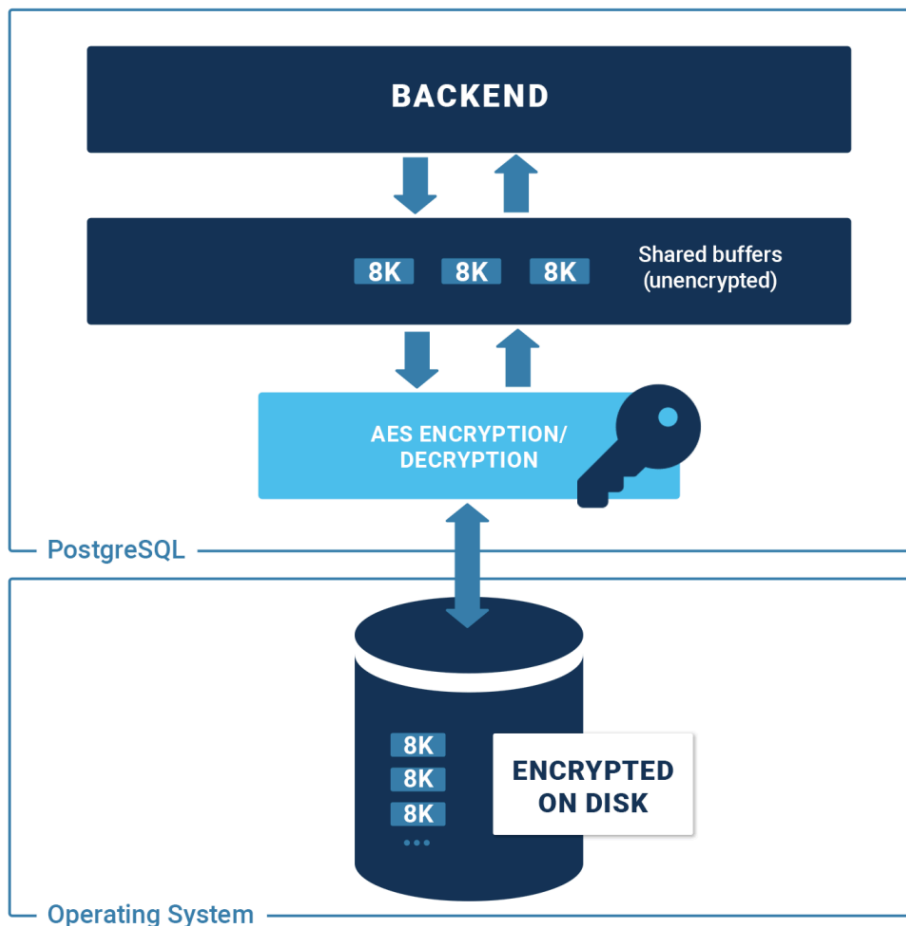 BACKEND
8K 8K 8K
Shared buffers
(unencrypted)
AES ENCRYPTION/
DECRYPTION
PostgreSQL
8K
8K
8K
...
ENCRYPTED
ON DISK
Operating System